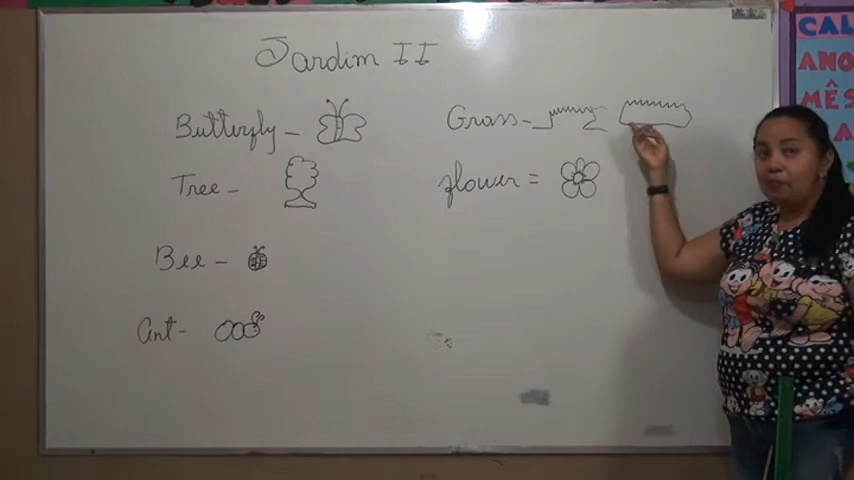 Jardim II
Butterfly -
Tree -
Bee -
Ant -
Grass -
flower =
CAL
ANO
MÊS